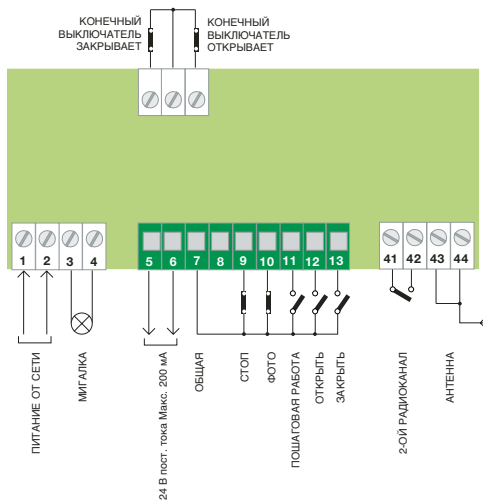 КОНЕЧНЫЙ
ВЫКЛЮЧАТЕЛЬ
ЗАКРЫВАЕТ
КОНЕЧНЫЙ
ВЫКЛЮЧАТЕЛЬ
ОТКРЫВАЕТ
1 2 3 4
5 6 7 8 9 10 11 12 13
41 42 43 44
ПИТАНИЕ ОТ СЕТИ
МИГАЛКА
24 В пост. тока Макс. 200 мА
ОБЩАЯ
СТОП
ФОТО
ПОШАГОВАЯ РАБОТА
ОТКРЫТЬ
ЗАКРЫТЬ
2-ОЙ РАДИОКАНАЛ
АНТЕННА